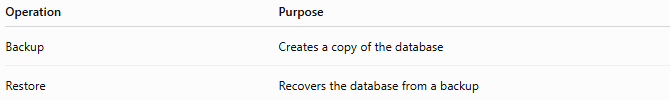 Operation Purpose
Backup Creates a copy of the database
Restore Recovers the database from a backup